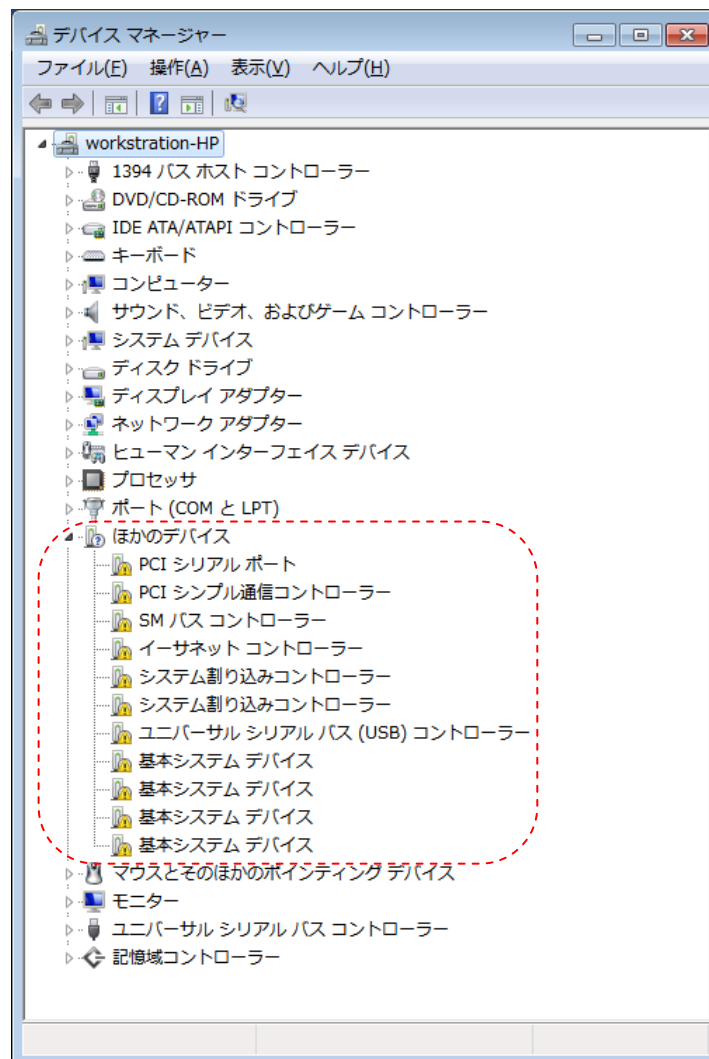 デバイス マネージャー
ファイル(F) 操作(A) 表示(V) ヘルプ(H)
workstration-HP
1394 バス ホスト コントローラー
DVD/CD-ROM ドライブ
IDE ATA/ATAPI コントローラー
キーボード
コンピューター
サウンド、ビデオ、およびゲーム コントローラー
システム デバイス
ディスク ドライブ
ディスプレイ アダプター
ネットワーク アダプター
ヒューマン インターフェイス デバイス
プロセッサ
ポート (COM と LPT)
ほかのデバイス
PCI シリアル ポート
PCI シンプル通信コントローラー
SM バス コントローラー
イーサネット コントローラー
システム割り込みコントローラー
システム割り込みコントローラー
ユニバーサル シリアル バス (USB) コントローラー
基本システム デバイス
基本システム デバイス
基本システム デバイス
基本システム デバイス
マウスとそのほかのポインティング デバイス
モニター
ユニバーサル シリアル バス コントローラー
記憶域コントローラー